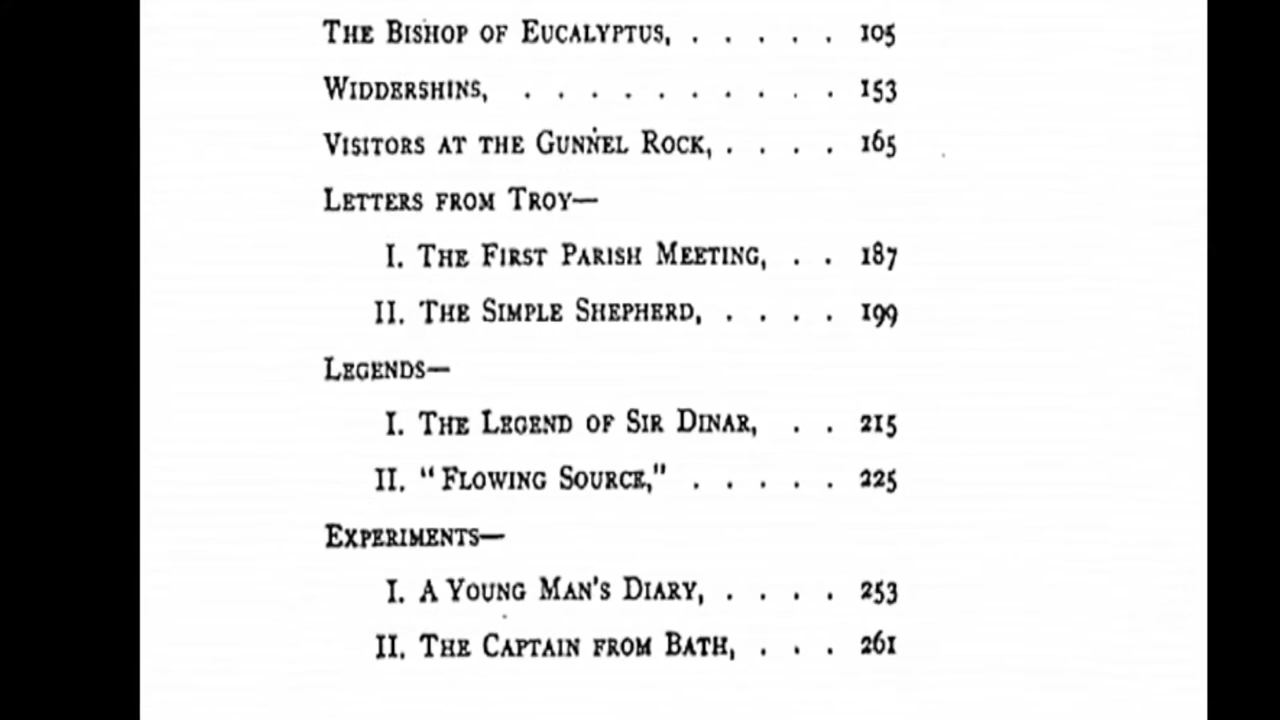 The Bishop of Eucalyptus, . . . . . 105
Widdershins, . . . . . . . . . . 153
Visitors at the Gunnel Rock, . . . . 165
Letters from Troy—
I. The First Parish Meeting, . . 187
II. The Simple Shepherd, . . . . 199
Legends—
I. The Legend of Sir Dinar, . . 215
II. "Flowing Source," . . . . . 225
Experiments—
I. A Young Man's Diary, . . . . 253
II. The Captain from Bath, . . . 261